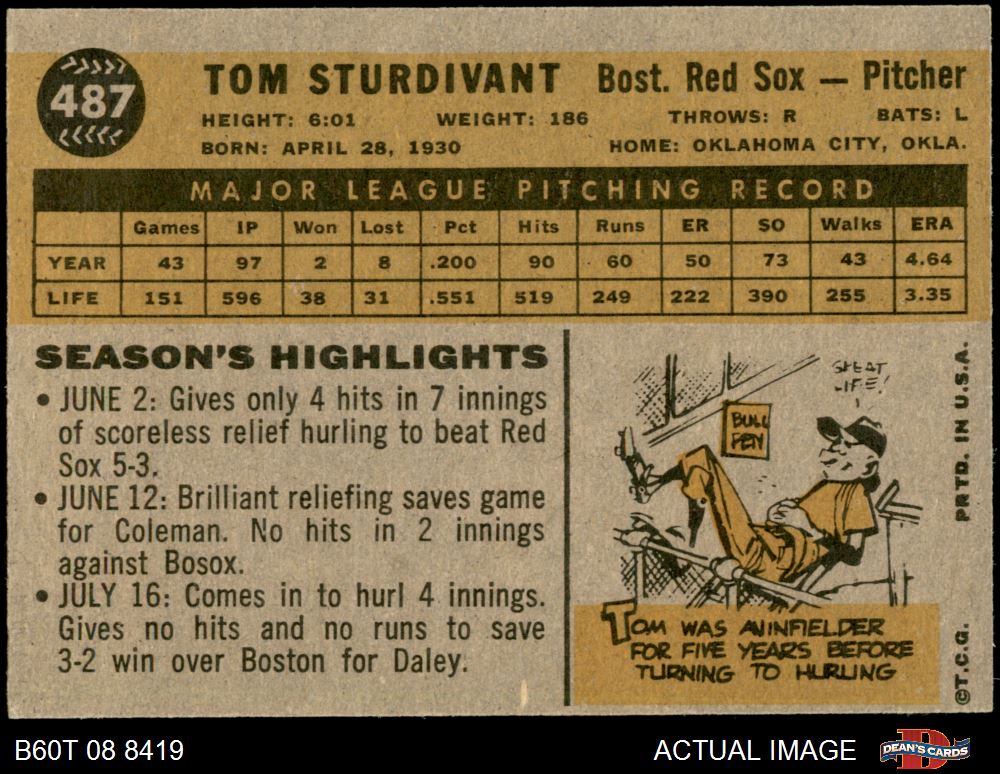 487
TOM STURDIVANT Bost. Red Sox — Pitcher
HEIGHT: 6:01 WEIGHT: 186 THROWS: R BATS: L
BORN: APRIL 28, 1930 HOME: OKLAHOMA CITY, OKLA.
MAJOR LEAGUE PITCHING RECORD
Games IP Won Lost Pct Hits Runs ER SO Walks ERA
YEAR 43 97 2 8 .200 90 60 50 73 43 4.64
LIFE 151 596 38 31 .551 519 249 222 390 255 3.35
SEASON'S HIGHLIGHTS
• JUNE 2: Gives only 4 hits in 7 innings
of scoreless relief hurling to beat Red
Sox 5-3.
• JUNE 12: Brilliant reliefing saves game
for Coleman. No hits in 2 innings
against Bosox.
• JULY 16: Comes in to hurl 4 innings.
Gives no hits and no runs to save
3-2 win over Boston for Daley.
LIFE!
BULL
PEN
TOM WAS AN INFIELDER
FOR FIVE YEARS BEFORE
TURNING TO HURLING
©T.C.G. PRTD. IN U.S.A.
B60T 08 8419 ACTUAL IMAGE DEAN'S CARDS